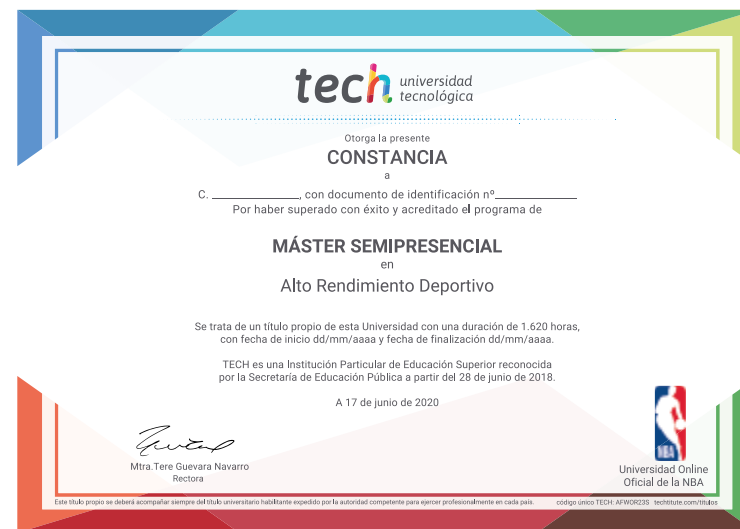 tech universidad
tecnológica
Otorga la presente
CONSTANCIA
a
C. ______________, con documento de identificación nº_____________
Por haber superado con éxito y acreditado el programa de
MÁSTER SEMIPRESENCIAL
en
Alto Rendimiento Deportivo
Se trata de un título propio de esta Universidad con una duración de 1.620 horas,
con fecha de inicio dd/mm/aaaa y fecha de finalización dd/mm/aaaa.
TECH es una Institución Particular de Educación Superior reconocida
por la Secretaría de Educación Pública a partir del 28 de junio de 2018.
A 17 de junio de 2020
Mtra.Tere Guevara Navarro
Rectora
NBA
Universidad Online
Oficial de la NBA
Este título propio se deberá acompañar siempre del título universitario habilitante expedido por la autoridad competente para ejercer profesionalmente en cada país. código único TECH: AFWOR23S techtitute.com/títulos